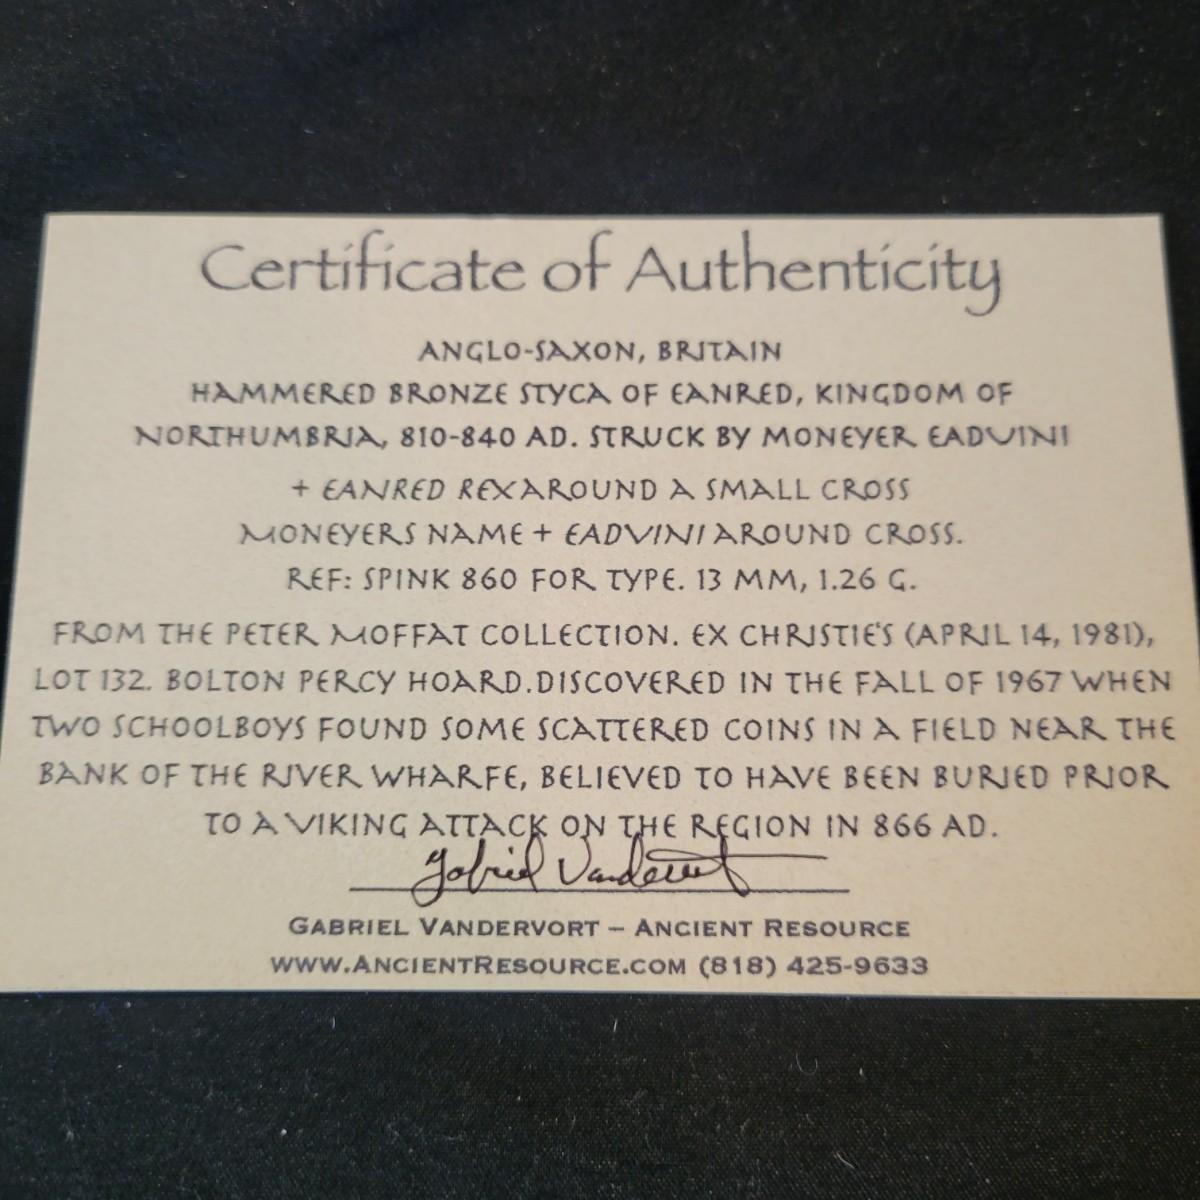 Certificate of Authenticity
ANGLO-SAXON, BRITAIN
HAMMERED BRONZE STYCA OF EANRED, KINGDOM OF
NORTHUMBRIA, 810-840 AD. STRUCK BY MONEYER EADVINI
+ EANRED REX AROUND A SMALL CROSS
MONEYERS NAME + EADVINI AROUND CROSS.
REF: SPINK 860 FOR TYPE. 13 MM, 1.26 G.
FROM THE PETER MOFFAT COLLECTION. EX CHRISTIE'S (APRIL 14, 1981),
LOT 132. BOLTON PERCY HOARD.DISCOVERED IN THE FALL OF 1967 WHEN
TWO SCHOOLBOYS FOUND SOME SCATTERED COINS IN A FIELD NEAR THE
BANK OF THE RIVER WHARFE, BELIEVED TO HAVE BEEN BURIED PRIOR
TO A VIKING ATTACK ON THE REGION IN 866 AD.
Gabriel Vandervort
GABRIEL VANDERVORT – ANCIENT RESOURCE
WWW.ANCIENTRESOURCE.COM (818) 425-9633